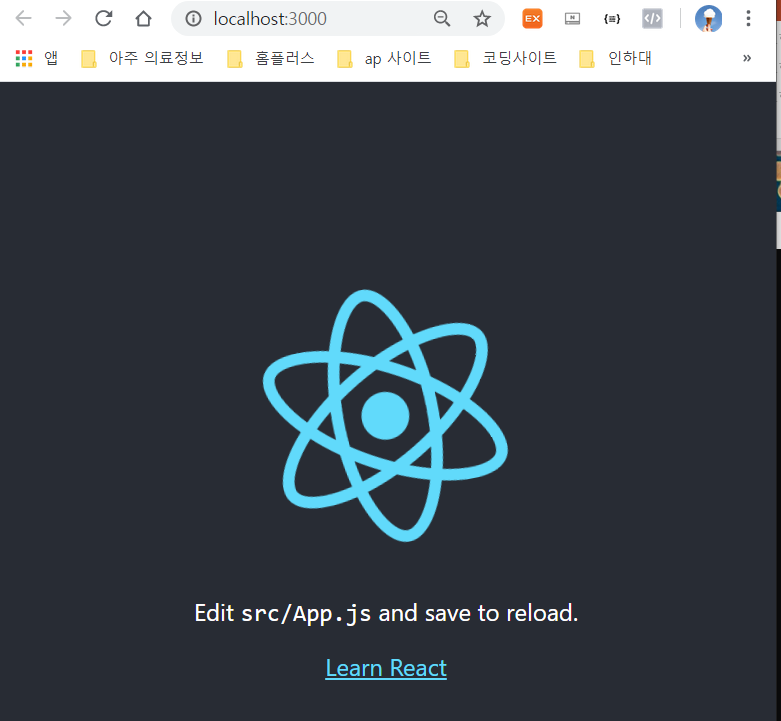 localhost:3000
EX
N
{≡}
</>
앱 아주 의료정보 홈플러스 ap 사이트 코딩사이트 인하대 »
Edit src/App.js and save to reload.
Learn React